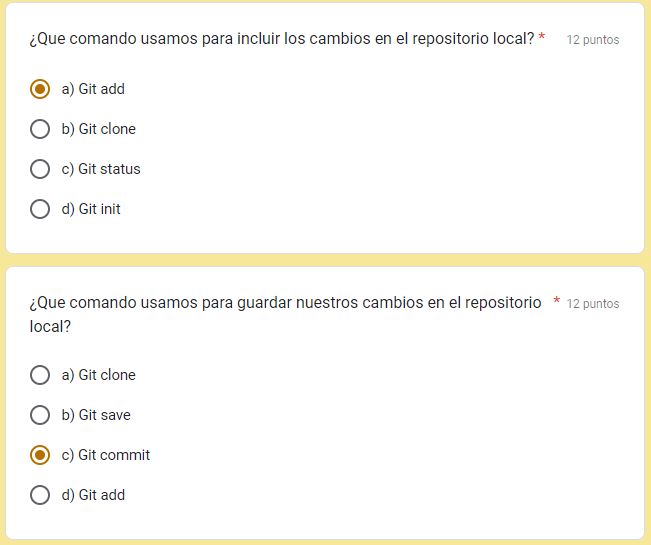 ¿Que comando usamos para incluir los cambios en el repositorio local? * 12 puntos
a) Git add
b) Git clone
c) Git status
d) Git init
¿Que comando usamos para guardar nuestros cambios en el repositorio * 12 puntos
local?
a) Git clone
b) Git save
c) Git commit
d) Git add